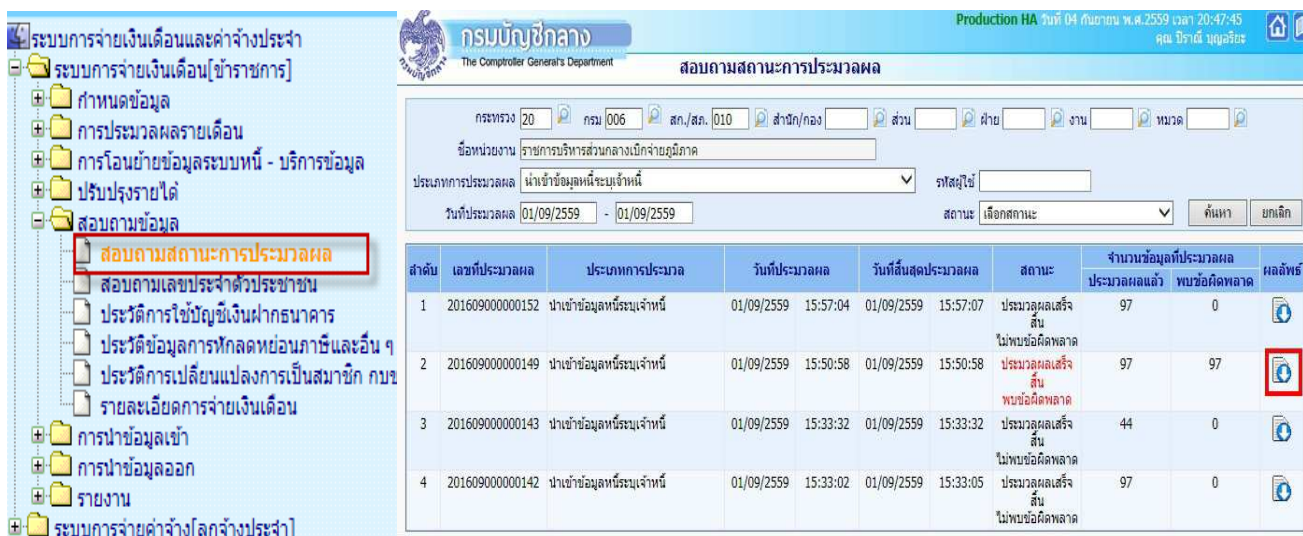 ระบบการจ่ายเงินเดือนและค่าจ้างประจำ
ระบบการจ่ายเงินเดือน[ข้าราชการ]
กำหนดข้อมูล
การประมวลผลรายเดือน
การโอนย้ายข้อมูลระบบหนี้ - บริการข้อมูล
ปรับปรุงรายได้
สอบถามข้อมูล
สอบถามสถานะการประมวลผล
สอบถามเลขประจำตัวประชาชน
ประวัติการใช้บัญชีเงินฝากธนาคาร
ประวัติข้อมูลการหักลดหย่อนภาษีและอื่น ๆ
ประวัติการเปลี่ยนแปลงการเป็นสมาชิก กบข
รายละเอียดการจ่ายเงินเดือน
การนำข้อมูลเข้า
การนำข้อมูลออก
รายงาน
ระบบการจ่ายค่าจ้าง[ลูกจ้างประจำ]
กรมบัญชีกลาง
The Comptroller General's Department
Production HA วันที่ 04 กันยายน พ.ศ.2559 เวลา 20:47:45
คุณ ปิราณี บุญอริยะ
สอบถามสถานะการประมวลผล
กระทรวง 20 กรม 006 สก./สภ. 010 สำนัก/กอง ส่วน ฝ่าย งาน หมวด
ชื่อหน่วยงาน ราชการบริหารส่วนกลางเบิกจ่ายภูมิภาค
ประเภทการประมวลผล นำเข้าข้อมูลหนี้ระบุเจ้าหนี้ รหัสผู้ใช้
วันที่ประมวลผล 01/09/2559 - 01/09/2559 สถานะ เลือกสถานะ ค้นหา ยกเลิก
ลำดับ เลขที่ประมวลผล ประเภทการประมวล วันที่ประมวลผล วันที่สิ้นสุดประมวลผล สถานะ จำนวนข้อมูลที่ประมวลผล ผลลัพธ์
ประมวลผลแล้ว พบข้อผิดพลาด
1 201609000000152 นำเข้าข้อมูลหนี้ระบุเจ้าหนี้ 01/09/2559 15:57:04 01/09/2559 15:57:07 ประมวลผลเสร็จ 97 0
สิ้น
ไม่พบข้อผิดพลาด
2 201609000000149 นำเข้าข้อมูลหนี้ระบุเจ้าหนี้ 01/09/2559 15:50:58 01/09/2559 15:50:58 ประมวลผลเสร็จ 97 97
สิ้น
พบข้อผิดพลาด
3 201609000000143 นำเข้าข้อมูลหนี้ระบุเจ้าหนี้ 01/09/2559 15:33:32 01/09/2559 15:33:32 ประมวลผลเสร็จ 44 0
สิ้น
ไม่พบข้อผิดพลาด
4 201609000000142 นำเข้าข้อมูลหนี้ระบุเจ้าหนี้ 01/09/2559 15:33:02 01/09/2559 15:33:05 ประมวลผลเสร็จ 97 0
สิ้น
ไม่พบข้อผิดพลาด